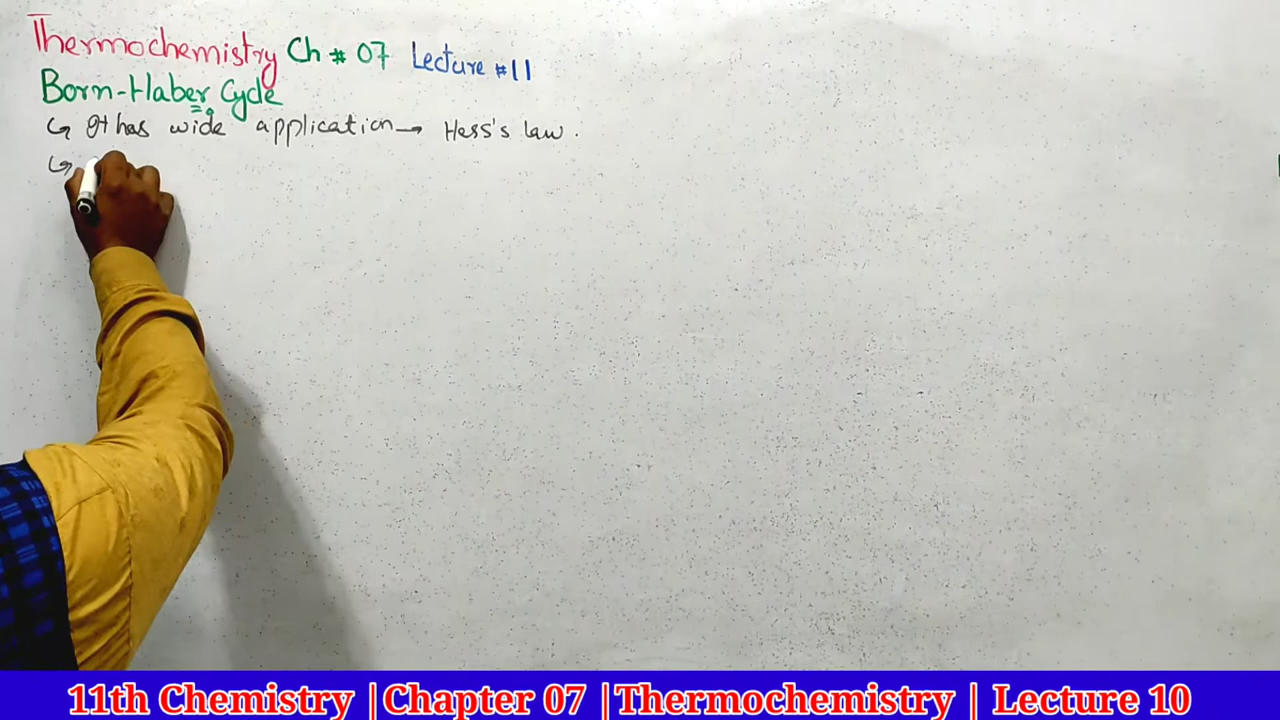 Thermochemistry Ch # 07 Lecture #11
Born-Haber Cycle
It has wide application → Hess's law.
11th Chemistry |Chapter 07 |Thermochemistry | Lecture 10